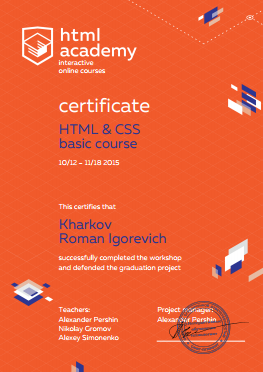 html
academy
interactive
online courses
certificate
HTML & CSS
basic course
10/12 – 11/18 2015
This certifies that
Kharkov
Roman Igorevich
successfully completed the workshop
and defended the graduation project
Teachers:
Alexander Pershin
Nikolay Gromov
Alexey Simonenko
Project manager:
Alexander Pershin